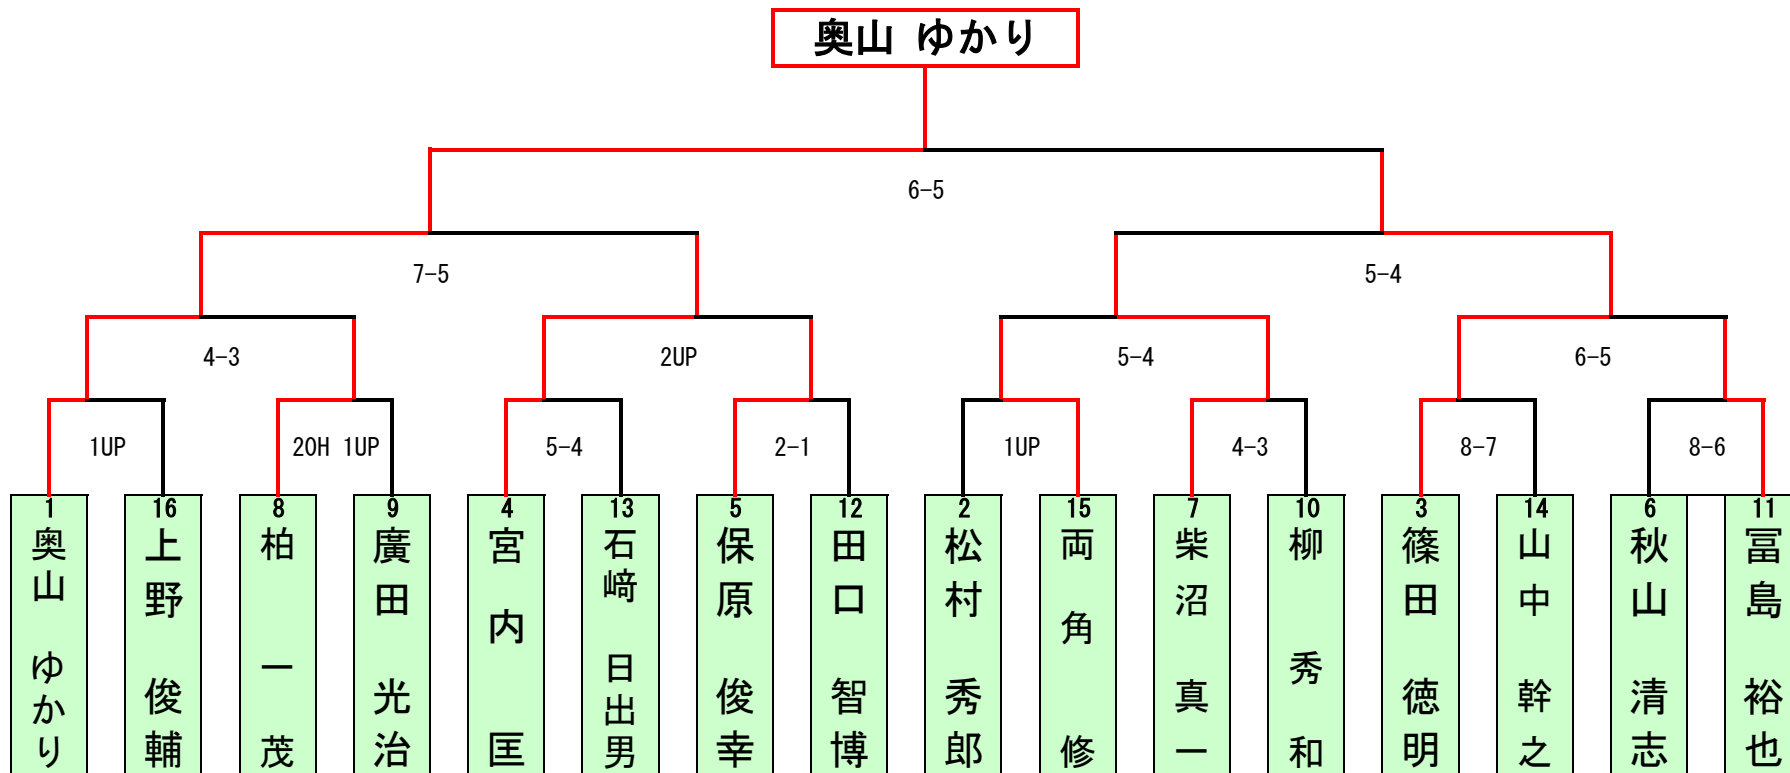 奥山 ゆかり
6-5
7-5
5-4
4-3
2UP
5-4
6-5
1UP
20H 1UP
5-4
2-1
1UP
4-3
8-7
8-6
1
奥山 ゆかり
16
上野 俊輔
8
柏 一茂
9
廣田 光治
4
宮内 匡
13
石﨑 日出男
5
保原 俊幸
12
田口 智博
2
松村 秀郎
15
両角 修
7
柴沼 真一
10
柳 秀和
3
篠田 徳明
14
山中 幹之
6
秋山 清志
11
冨島 裕也